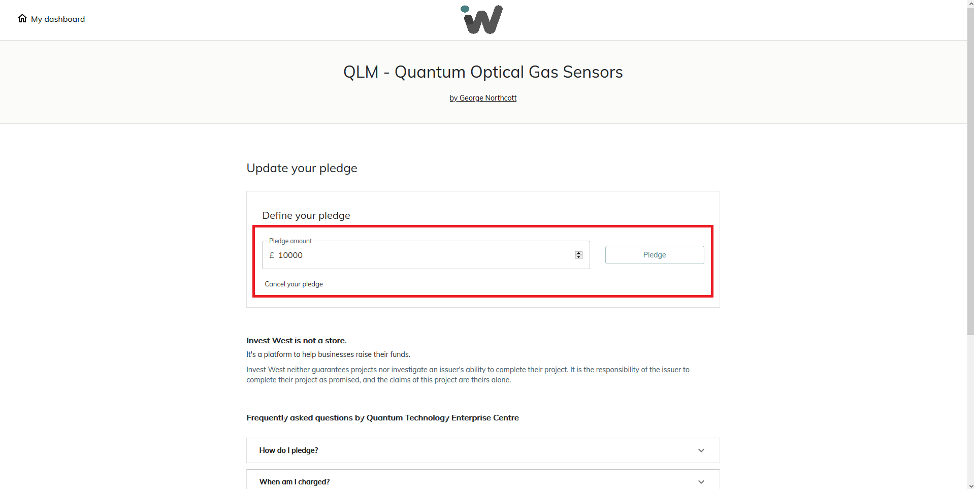 My dashboard
iW
QLM - Quantum Optical Gas Sensors
by George Northcott
Update your pledge
Define your pledge
Pledge amount
£ 10000
Pledge
Cancel your pledge
Invest West is not a store.
It's a platform to help businesses raise their funds.
Invest West neither guarantees projects nor investigate an issuer's ability to complete their project. It is the responsibility of the issuer to
complete their project as promised, and the claims of this project are theirs alone.
Frequently asked questions by Quantum Technology Enterprise Centre
How do I pledge?
When am I charged?